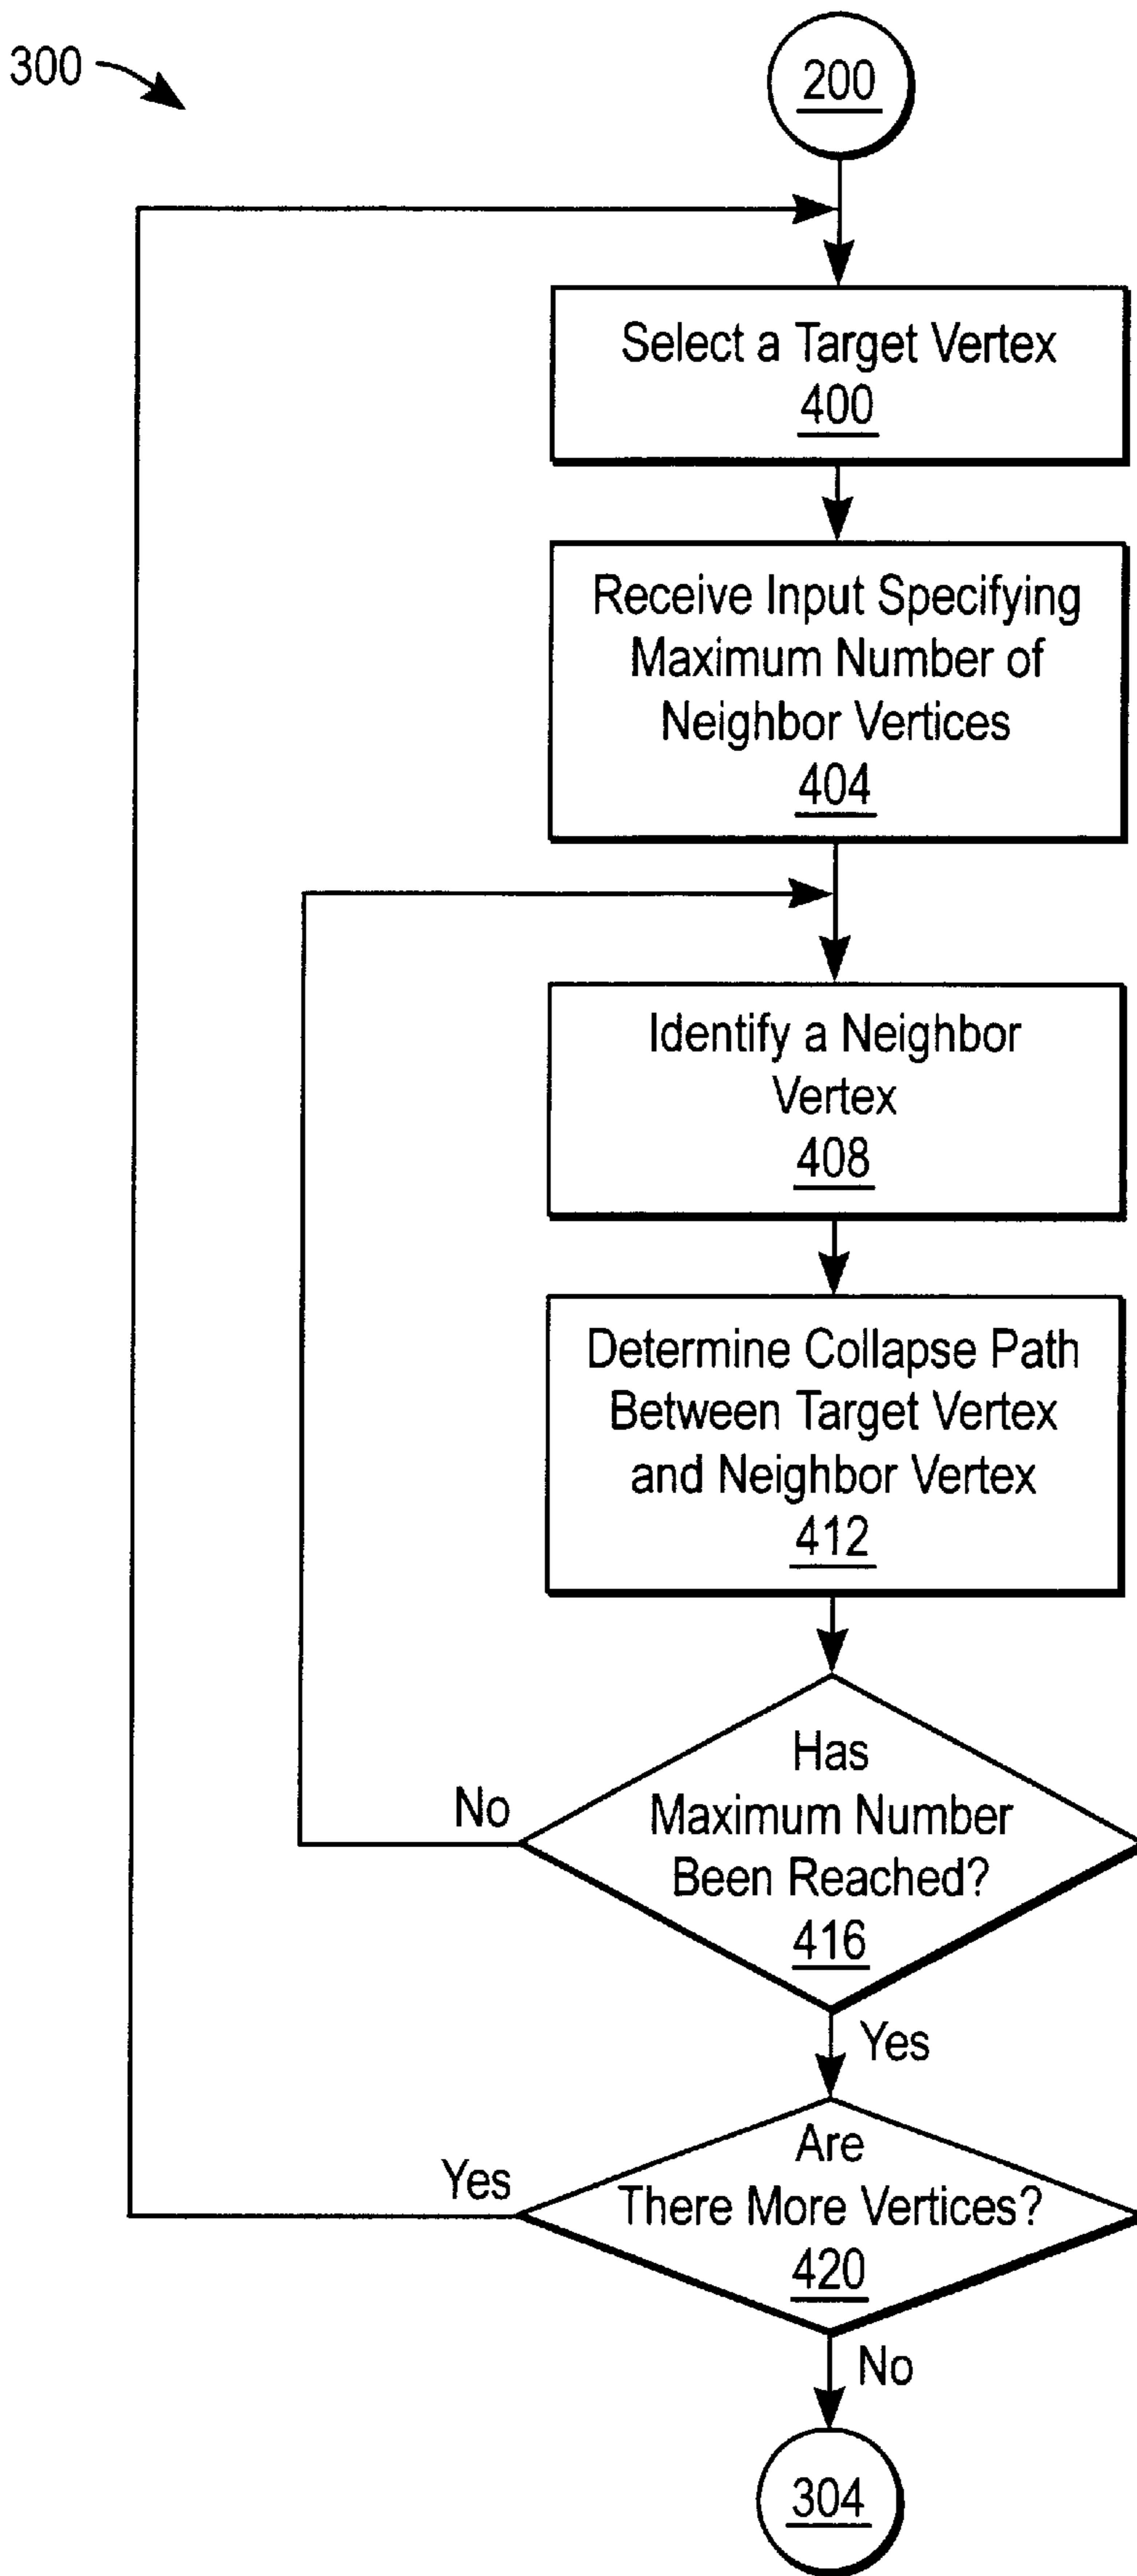 300
200
Select a Target Vertex
400
Receive Input Specifying
Maximum Number of
Neighbor Vertices
404
Identify a Neighbor
Vertex
408
Determine Collapse Path
Between Target Vertex
and Neighbor Vertex
412
Has
Maximum Number
Been Reached?
416
No
Yes
Are
There More Vertices?
420
Yes
No
304